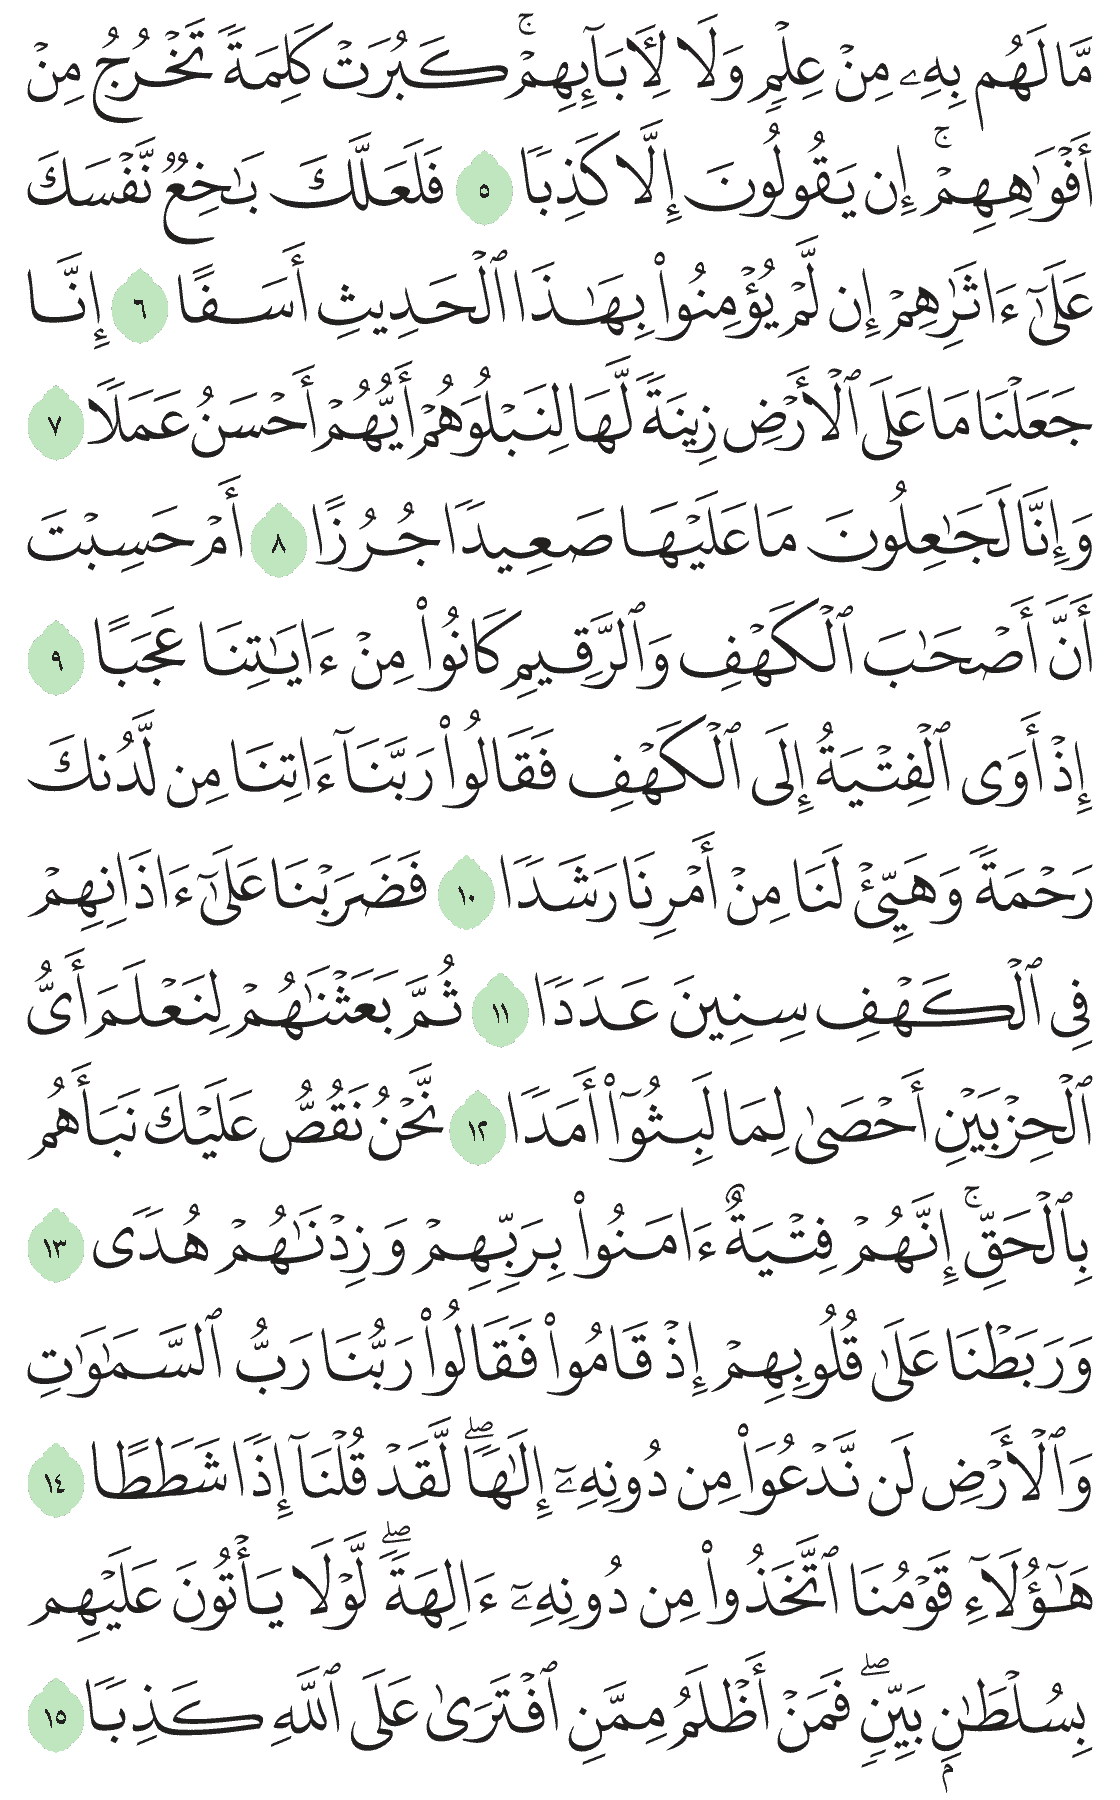 مَّا لَهُم بِهِۦ مِنْ عِلْمٍ وَلَا لِأٓبَآئِهِمْ ۚ كَبُرَتْ كَلِمَةً تَخْرُجُ مِنْ
أَفْوَٰهِهِمْ ۚ إِن يَقُولُونَ إِلَّا كَذِبًا ٥ فَلَعَلَّكَ بَـٰخِعٌ نَّفْسَكَ
عَلَىٰٓ ءَاثَـٰرِهِمْ إِن لَّمْ يُؤْمِنُوا۟ بِهَـٰذَا ٱلْحَدِيثِ أَسَفًا ٦ إِنَّا
جَعَلْنَا مَا عَلَى ٱلْأَرْضِ زِينَةً لَّهَا لِنَبْلُوَهُمْ أَيُّهُمْ أَحْسَنُ عَمَلًا ٧
وَإِنَّا لَجَـٰعِلُونَ مَا عَلَيْهَا صَعِيدًا جُرُزًا ٨ أَمْ حَسِبْتَ
أَنَّ أَصْحَـٰبَ ٱلْكَهْفِ وَٱلرَّقِيمِ كَانُوا۟ مِنْ ءَايَـٰتِنَا عَجَبًا ٩
إِذْ أَوَى ٱلْفِتْيَةُ إِلَى ٱلْكَهْفِ فَقَالُوا۟ رَبَّنَآ ءَاتِنَا مِن لَّدُنكَ
رَحْمَةً وَهَيِّئْ لَنَا مِنْ أَمْرِنَا رَشَدًا ١٠ فَضَرَبْنَا عَلَىٰٓ ءَاذَانِهِمْ
فِى ٱلْكَهْفِ سِنِينَ عَدَدًا ١١ ثُمَّ بَعَثْنَـٰهُمْ لِنَعْلَمَ أَىُّ
ٱلْحِزْبَيْنِ أَحْصَىٰ لِمَا لَبِثُوٓا۟ أَمَدًا ١٢ نَّحْنُ نَقُصُّ عَلَيْكَ نَبَأَهُم
بِٱلْحَقِّ ۚ إِنَّهُمْ فِتْيَةٌ ءَامَنُوا۟ بِرَبِّهِمْ وَزِدْنَـٰهُمْ هُدًى ١٣
وَرَبَطْنَا عَلَىٰ قُلُوبِهِمْ إِذْ قَامُوا۟ فَقَالُوا۟ رَبُّنَا رَبُّ ٱلسَّمَـٰوَٰتِ
وَٱلْأَرْضِ لَن نَّدْعُوَا۟ مِن دُونِهِۦٓ إِلَـٰهًا ۖ لَّقَدْ قُلْنَآ إِذًا شَطَطًا ١٤
هَـٰٓؤُلَآءِ قَوْمُنَا ٱتَّخَذُوا۟ مِن دُونِهِۦٓ ءَالِهَةً ۖ لَّوْلَا يَأْتُونَ عَلَيْهِم
بِسُلْطَـٰنٍۭ بَيِّنٍ ۖ فَمَنْ أَظْلَمُ مِمَّنِ ٱفْتَرَىٰ عَلَى ٱللَّهِ كَذِبًا ١٥